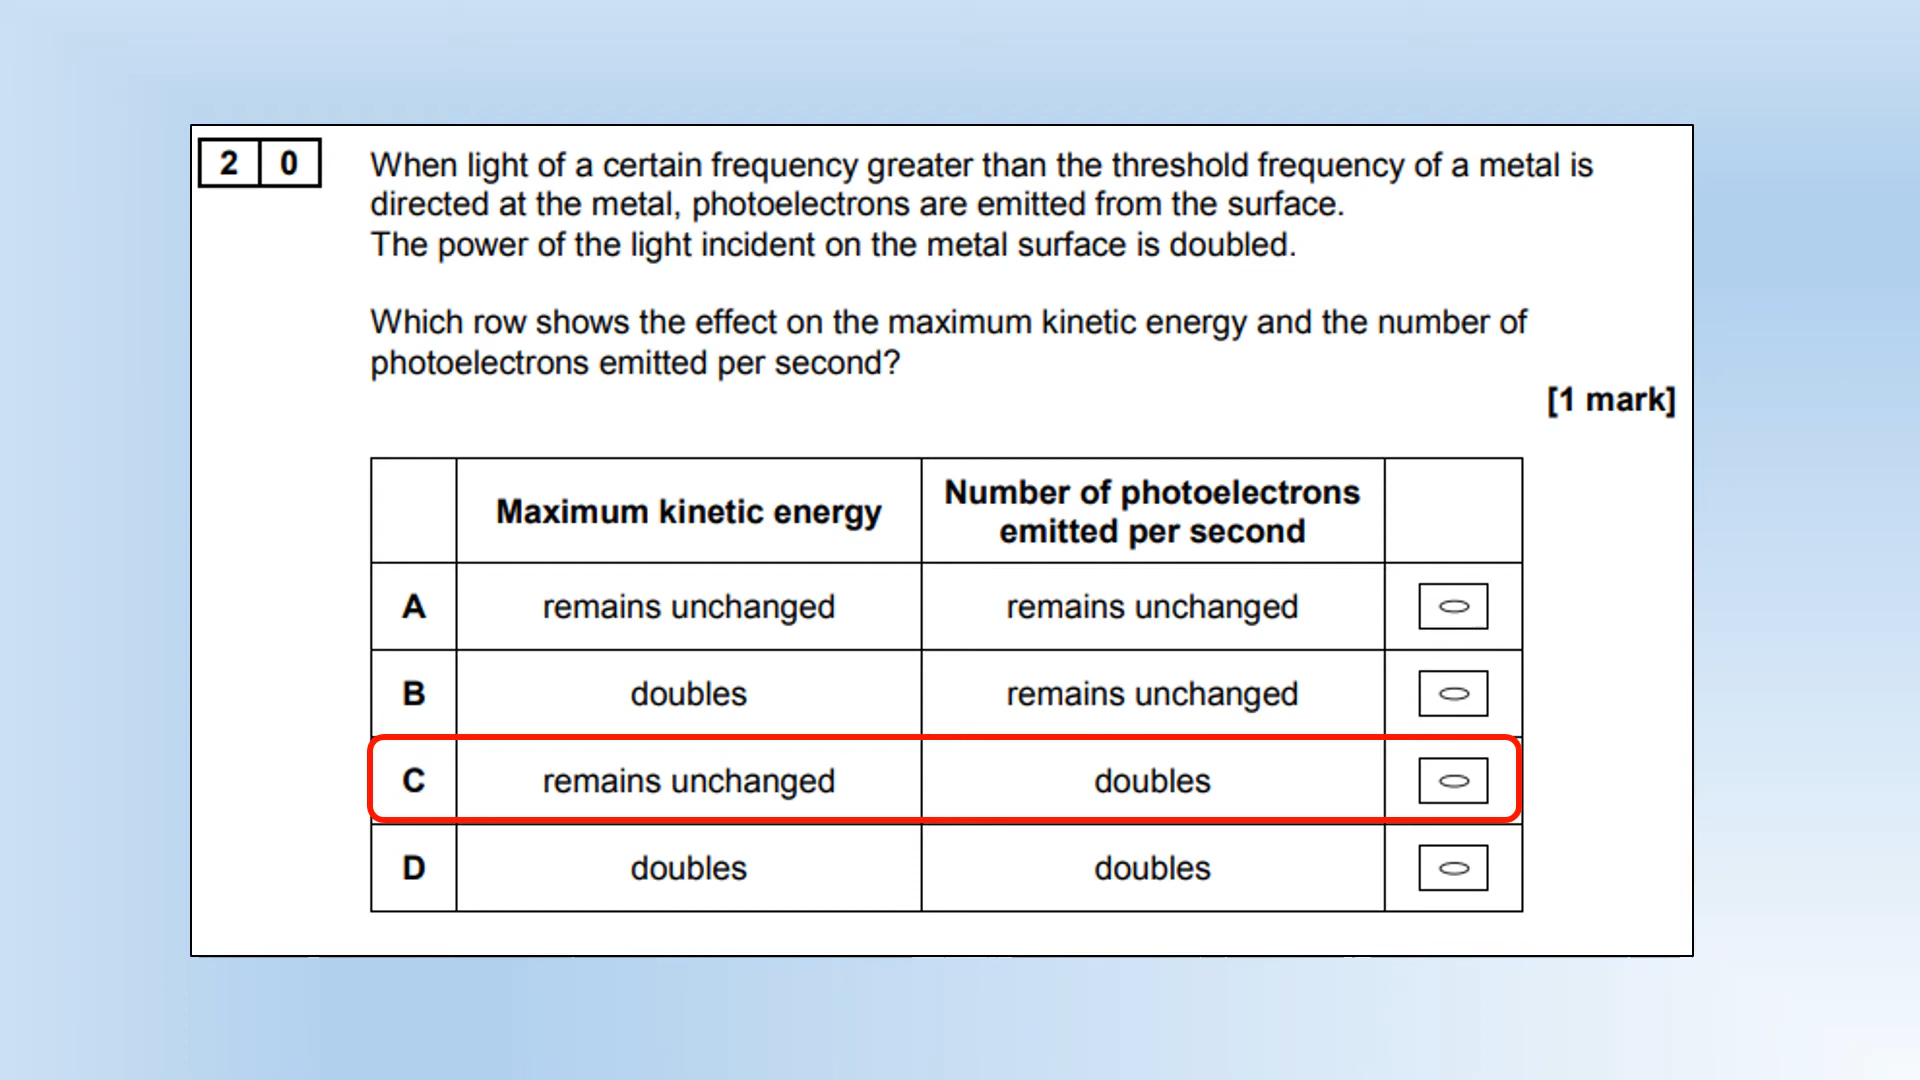 2 0
When light of a certain frequency greater than the threshold frequency of a metal is
directed at the metal, photoelectrons are emitted from the surface.
The power of the light incident on the metal surface is doubled.
Which row shows the effect on the maximum kinetic energy and the number of
photoelectrons emitted per second?
[1 mark]
Maximum kinetic energy
Number of photoelectrons
emitted per second
A remains unchanged remains unchanged
B doubles remains unchanged
C remains unchanged doubles
D doubles doubles